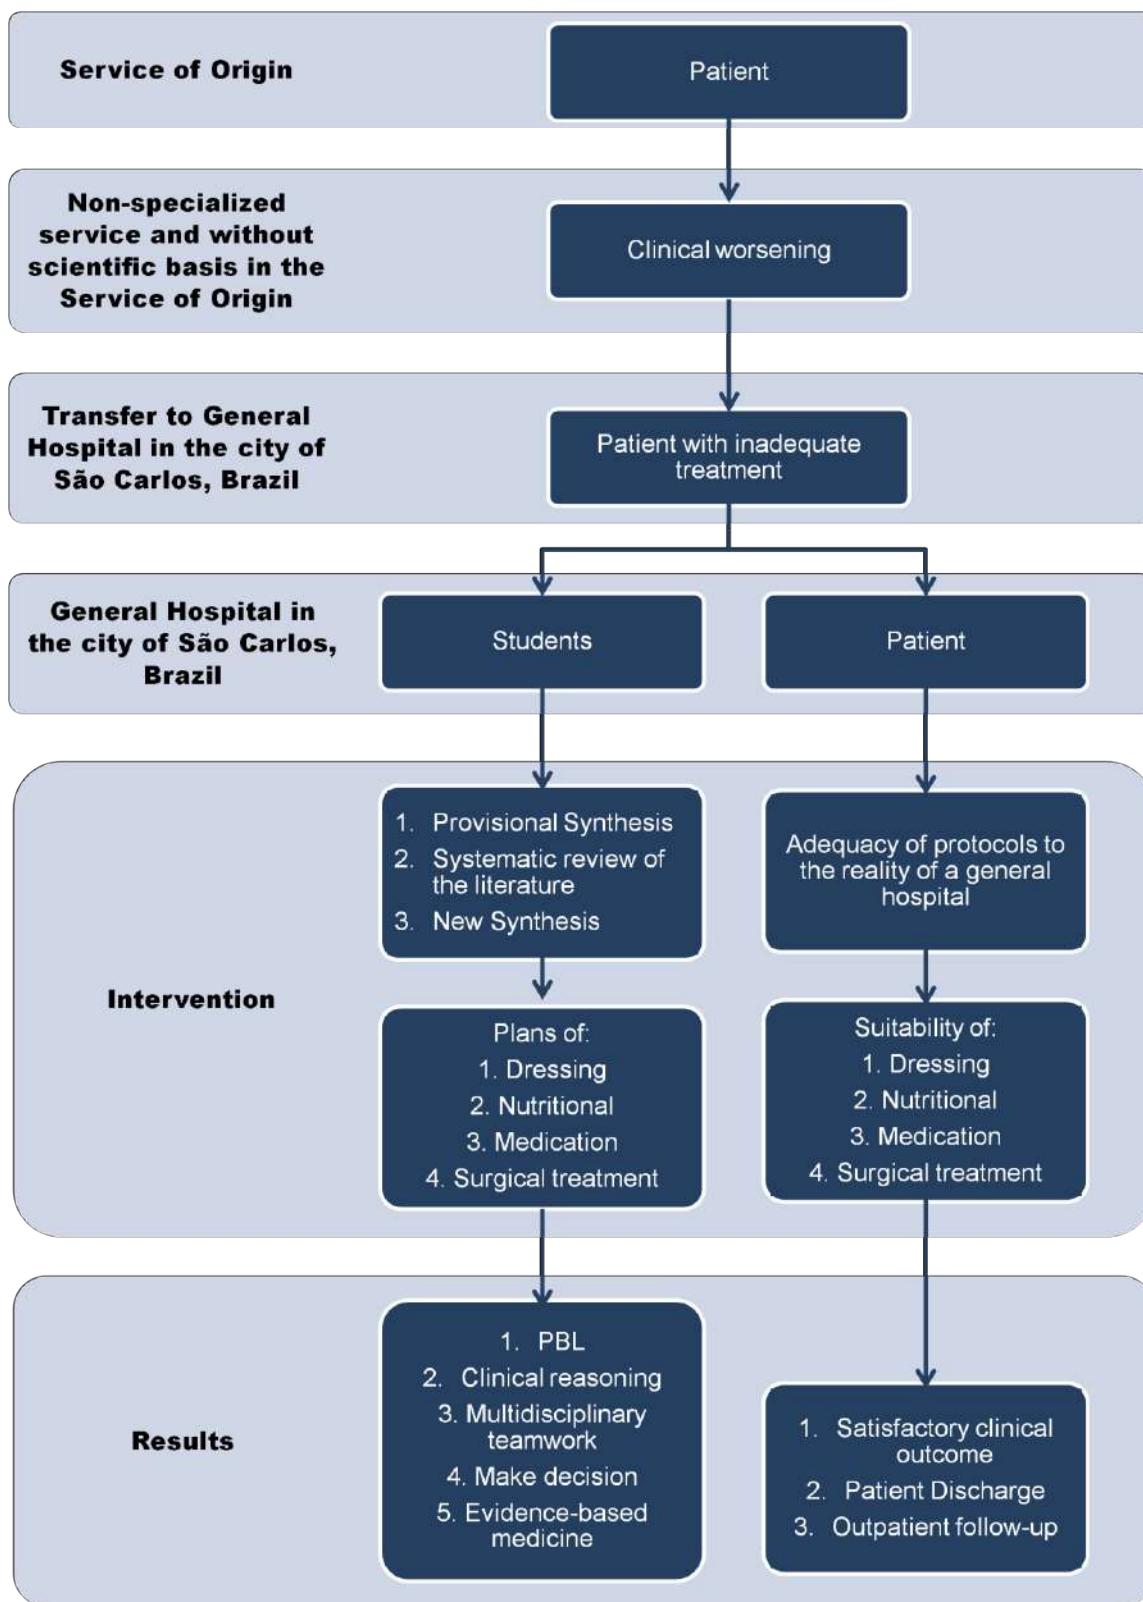 Service of Origin
Patient
Non-specialized
service and without
scientific basis in the
Service of Origin
Clinical worsening
Transfer to General
Hospital in the city of
São Carlos, Brazil
Patient with inadequate
treatment
General Hospital in
the city of São Carlos,
Brazil
Students
Patient
Intervention
1. Provisional Synthesis
2. Systematic review of
the literature
3. New Synthesis
Adequacy of protocols to
the reality of a general
hospital
Plans of:
1. Dressing
2. Nutritional
3. Medication
4. Surgical treatment
Suitability of:
1. Dressing
2. Nutritional
3. Medication
4. Surgical treatment
Results
1. PBL
2. Clinical reasoning
3. Multidisciplinary
teamwork
4. Make decision
5. Evidence-based
medicine
1. Satisfactory clinical
outcome
2. Patient Discharge
3. Outpatient follow-up